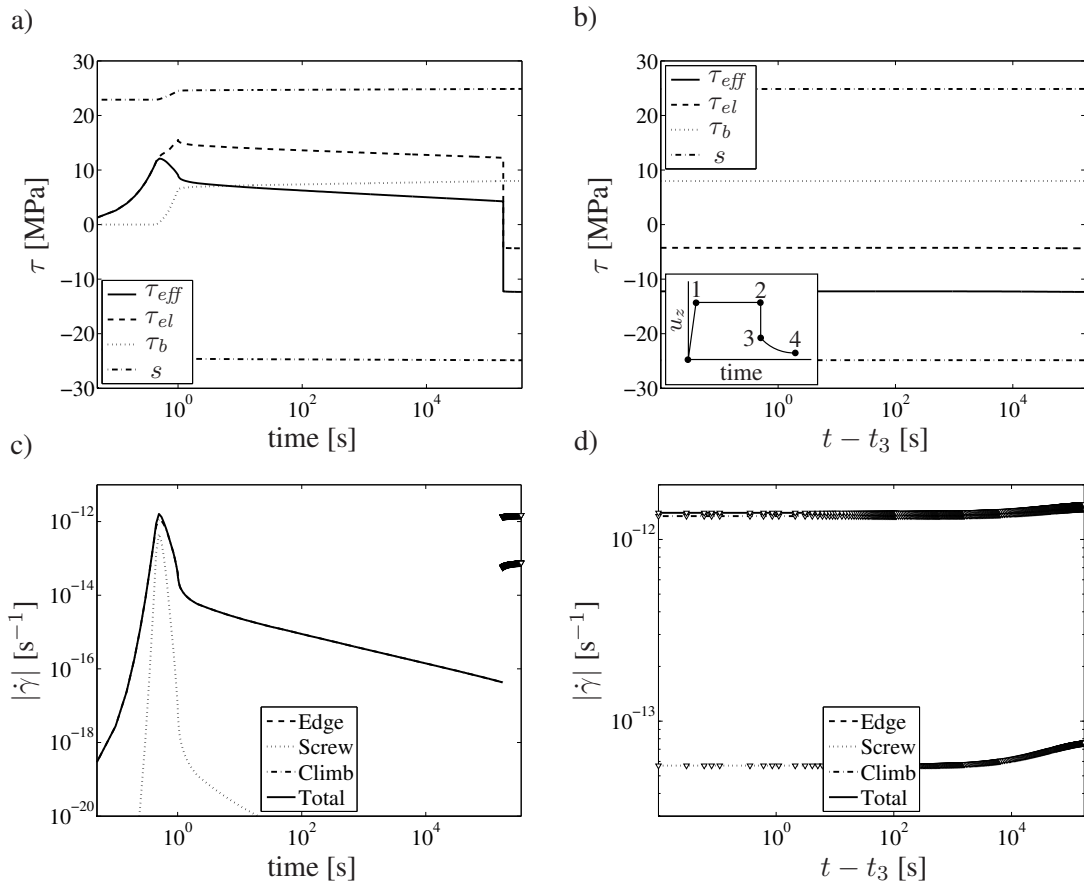 a)
30
20
10
0
−10
−20
−30
τ [MPa]
τ_eff
τ_el
τ_b
s
10^0
10^2
10^4
time [s]
b)
30
20
10
0
−10
−20
−30
τ [MPa]
τ_eff
τ_el
τ_b
s
u_z
1
2
3
4
time
10^0
10^2
10^4
t − t_3 [s]
c)
10^−12
10^−14
10^−16
10^−18
10^−20
|γ̇| [s^−1]
Edge
Screw
Climb
Total
10^0
10^2
10^4
time [s]
d)
10^−12
10^−13
|γ̇| [s^−1]
Edge
Screw
Climb
Total
10^0
10^2
10^4
t − t_3 [s]